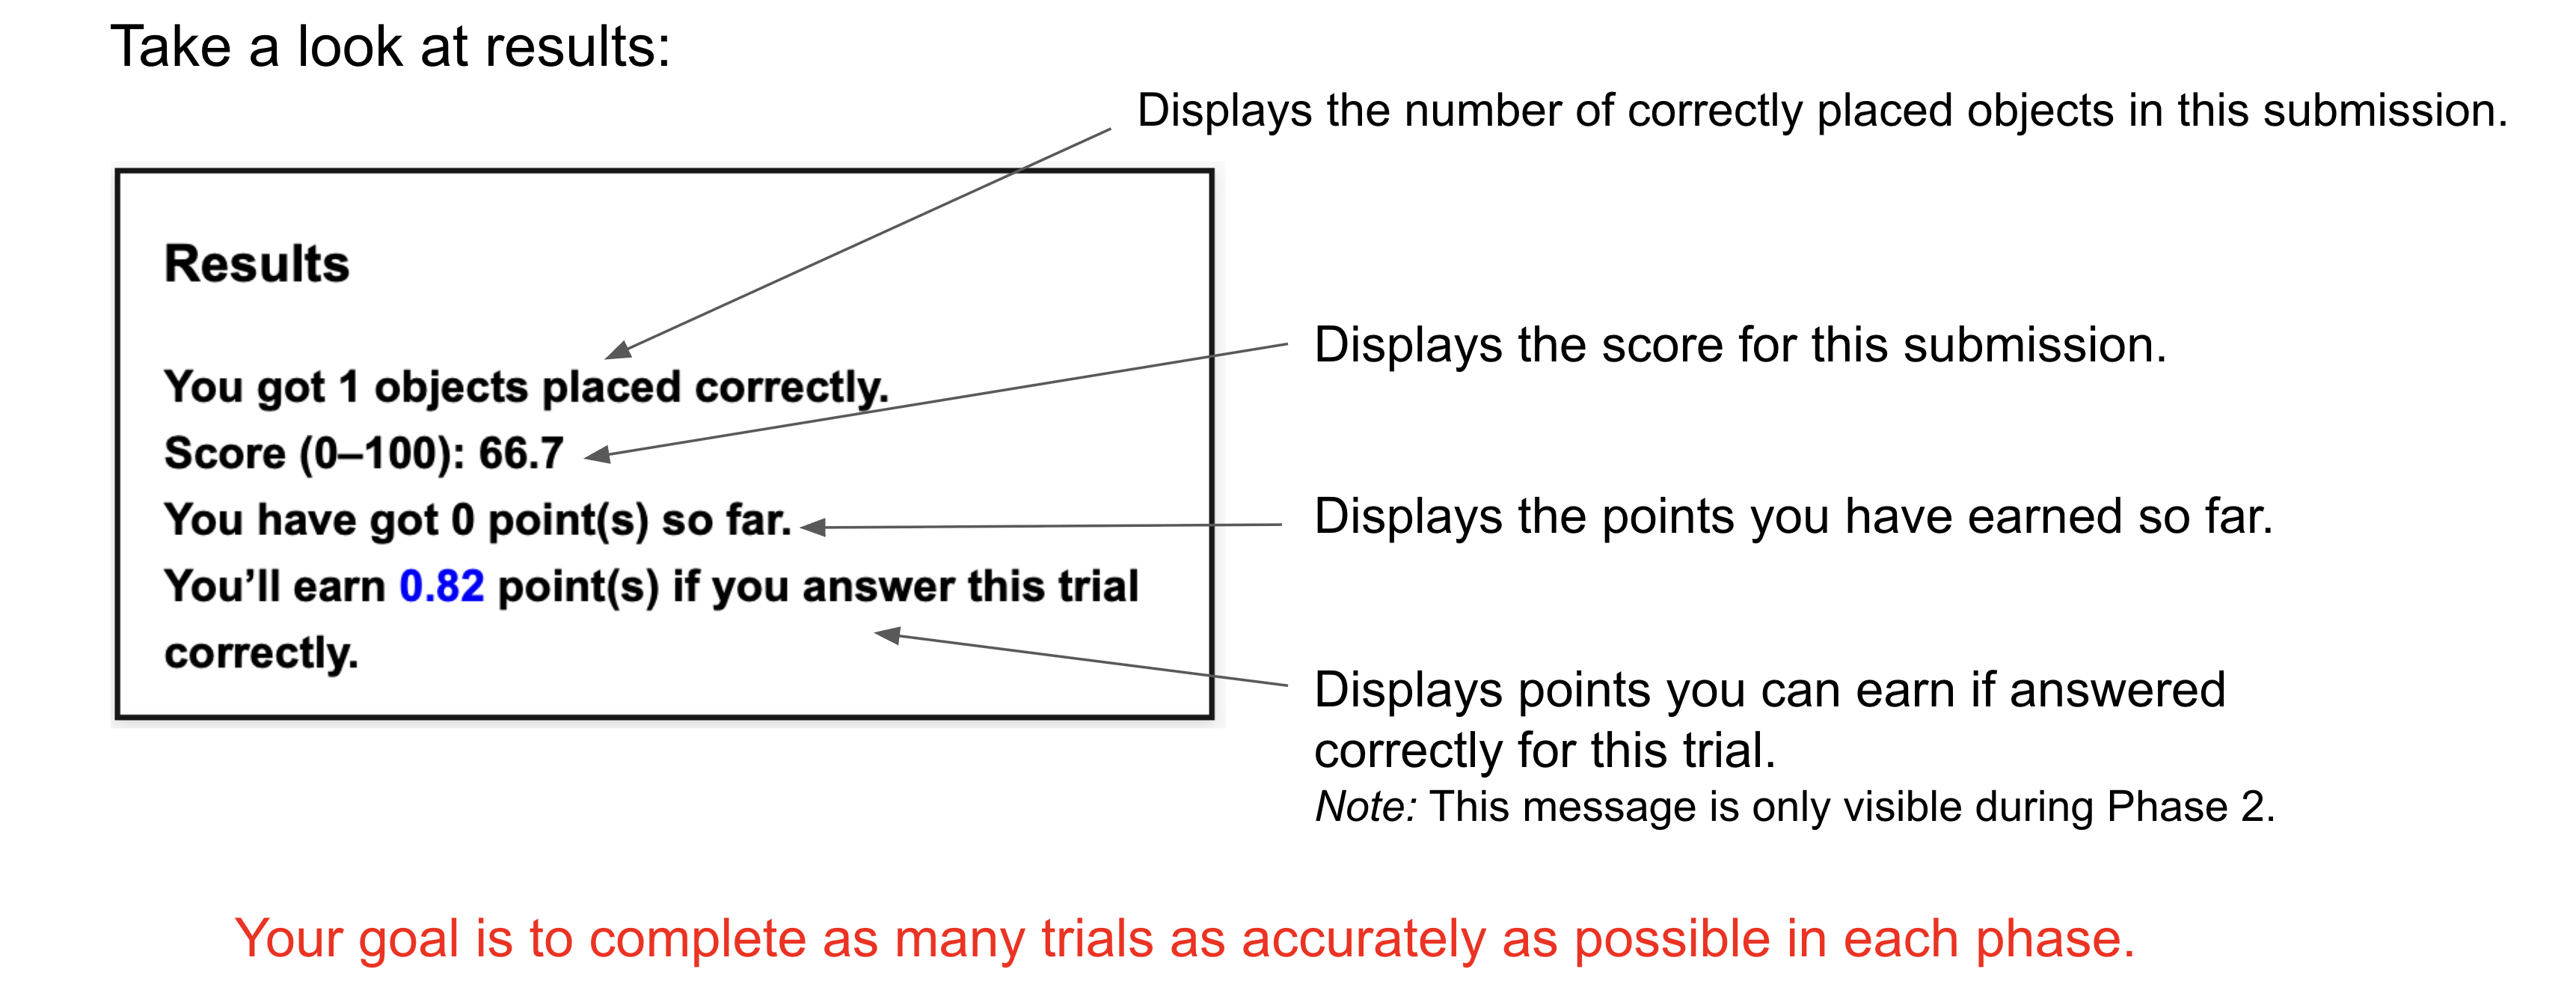 Take a look at results:
Displays the number of correctly placed objects in this submission.
Results
You got 1 objects placed correctly.
Score (0–100): 66.7
You have got 0 point(s) so far.
You’ll earn 0.82 point(s) if you answer this trial
correctly.
Displays the score for this submission.
Displays the points you have earned so far.
Displays points you can earn if answered
correctly for this trial.
Note: This message is only visible during Phase 2.
Your goal is to complete as many trials as accurately as possible in each phase.